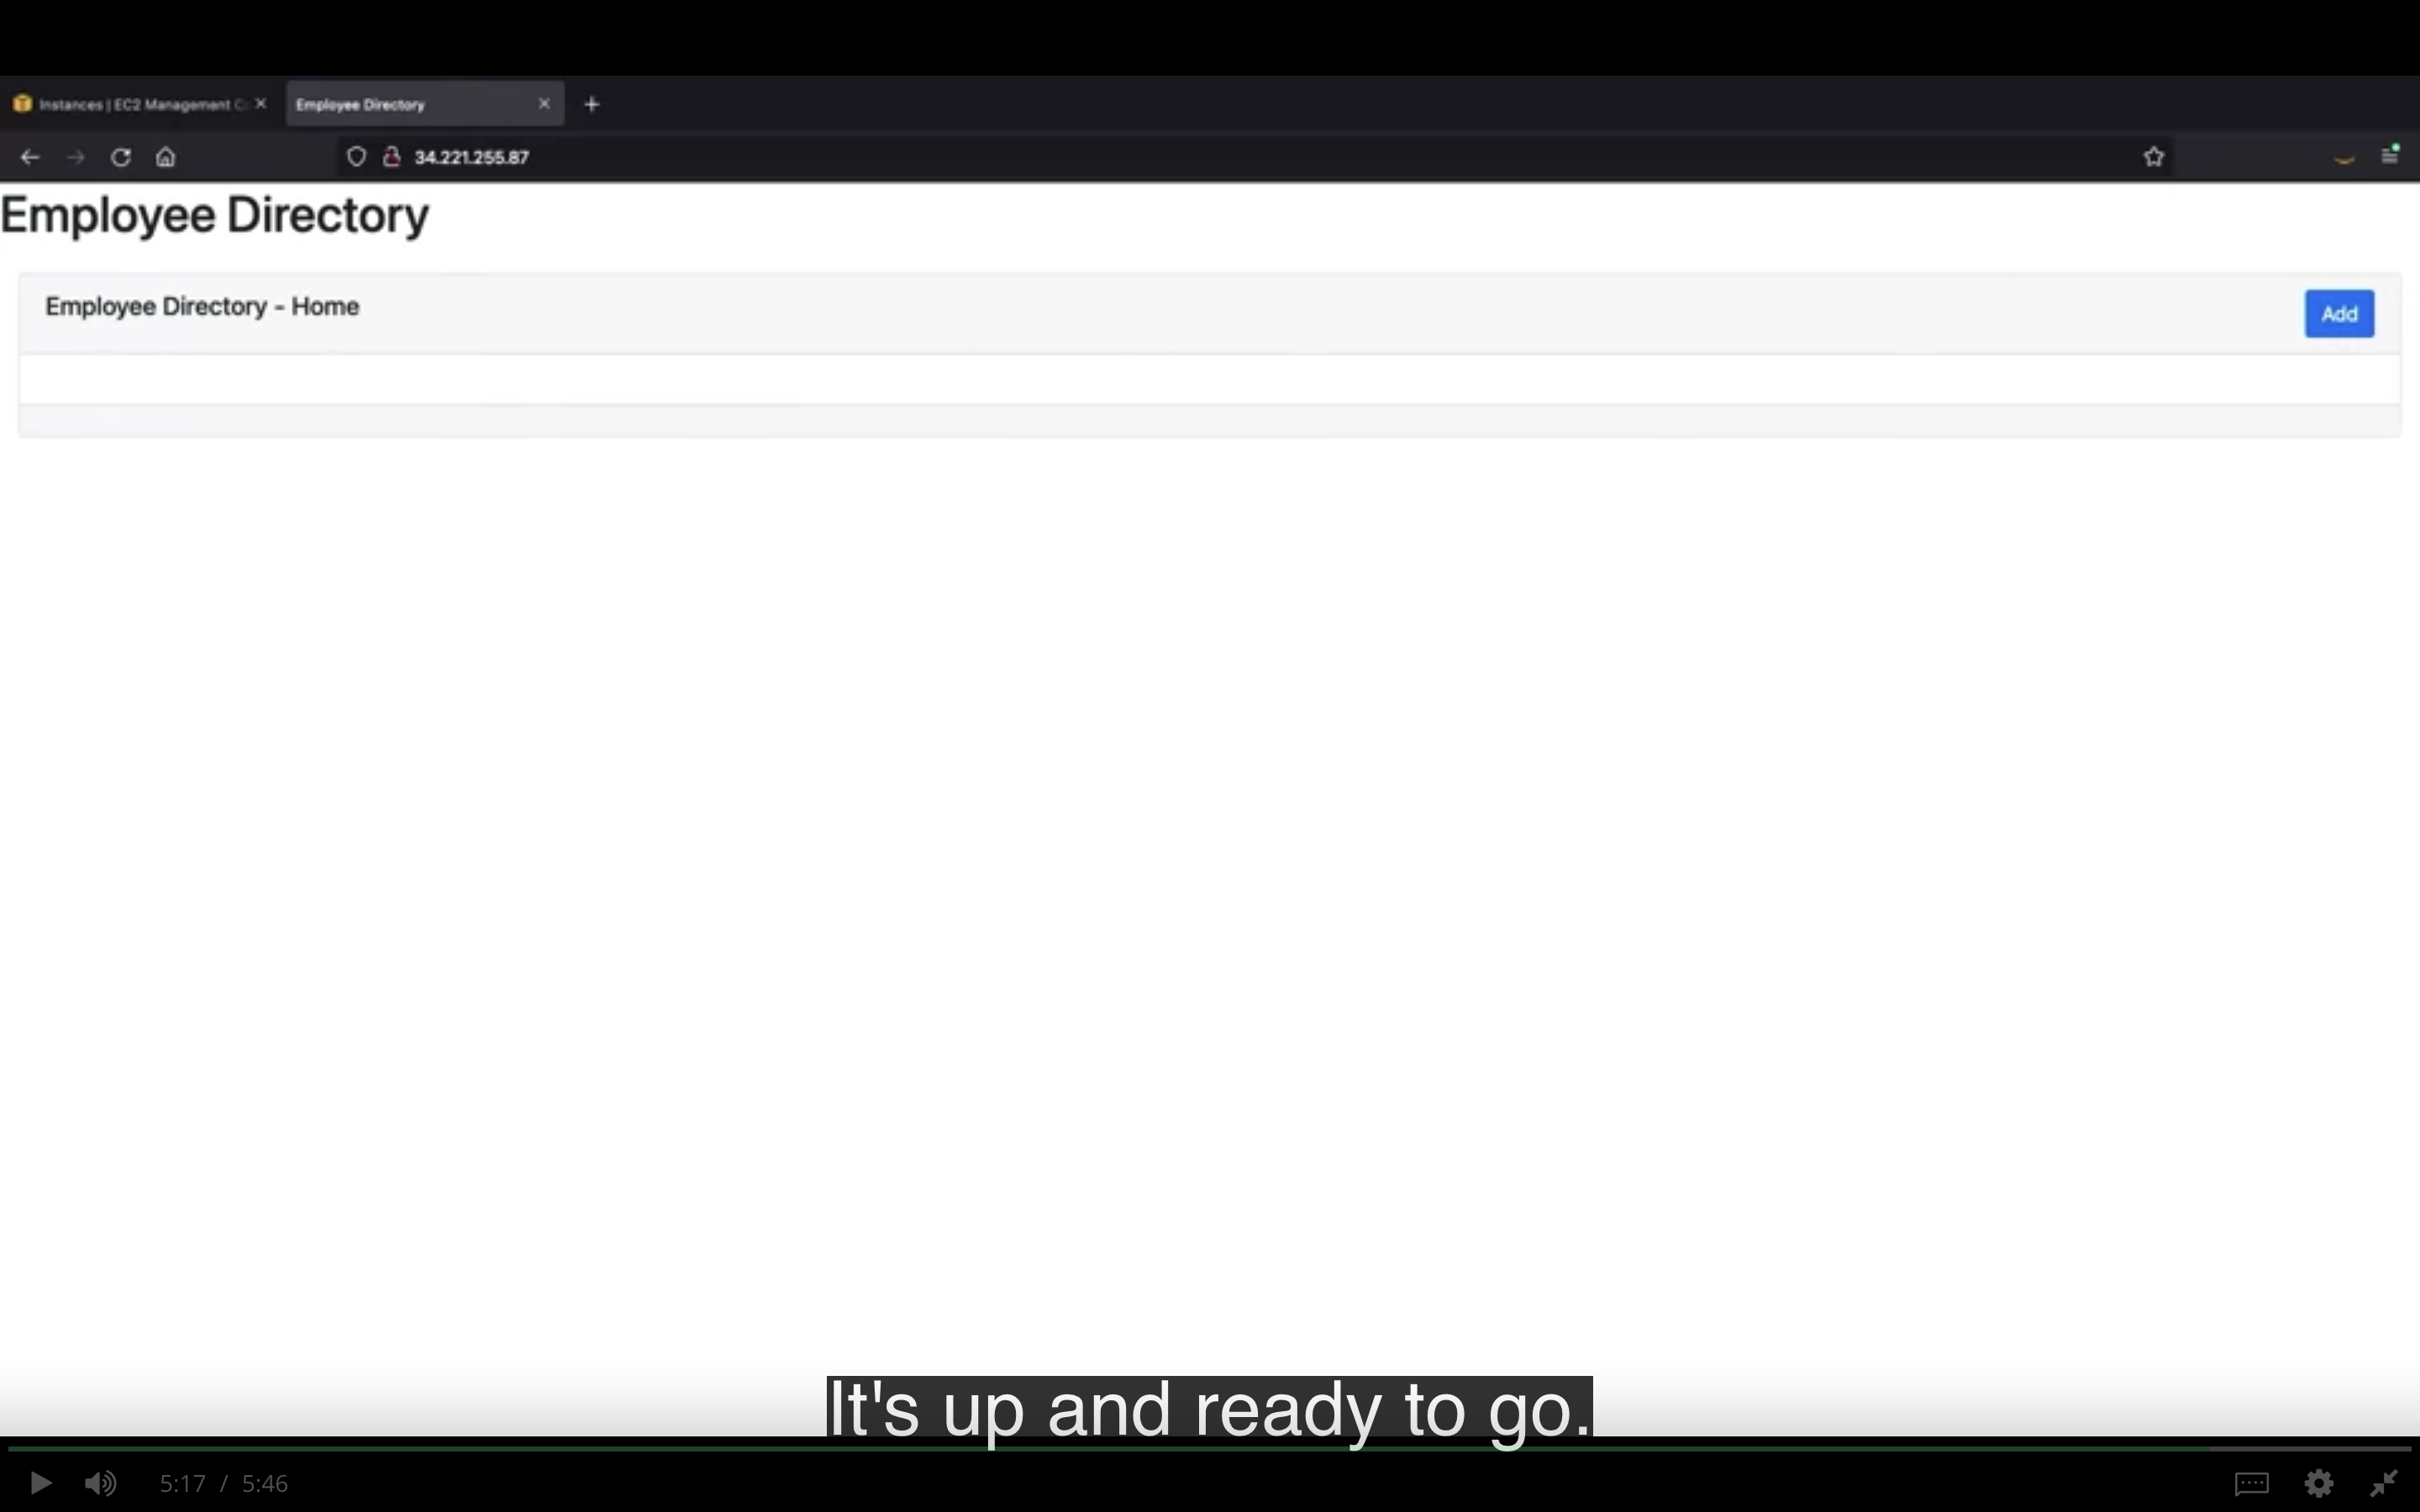 Instances | EC2 Management C
Employee Directory
34.221.255.87
Employee Directory
Employee Directory - Home
Add
It's up and ready to go.
5:17 / 5:46